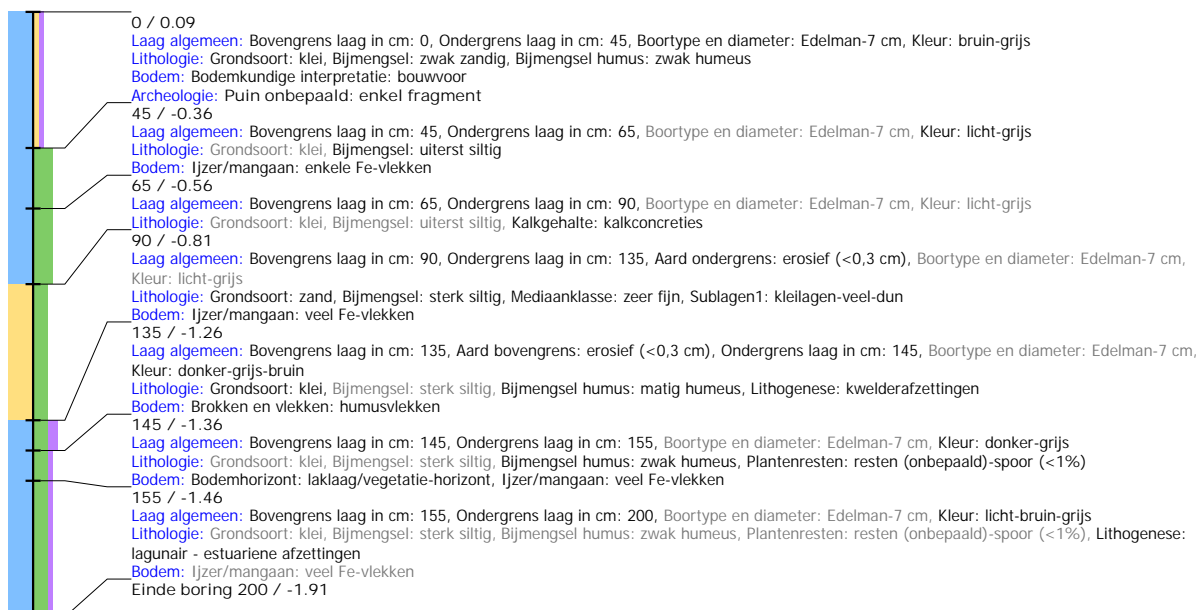 0 / 0.09
Laag algemeen: Bovengrens laag in cm: 0, Ondergrens laag in cm: 45, Boortype en diameter: Edelman-7 cm, Kleur: bruin-grijs
Lithologie: Grondsoort: klei, Bijmengsel: zwak zandig, Bijmengsel humus: zwak humeus
Bodem: Bodemkundige interpretatie: bouwvoor
Archeologie: Puin onbepaald: enkel fragment
45 / -0.36
Laag algemeen: Bovengrens laag in cm: 45, Ondergrens laag in cm: 65, Boortype en diameter: Edelman-7 cm, Kleur: licht-grijs
Lithologie: Grondsoort: klei, Bijmengsel: uiterst siltig
Bodem: Ijzer/mangaan: enkele Fe-vlekken
65 / -0.56
Laag algemeen: Bovengrens laag in cm: 65, Ondergrens laag in cm: 90, Boortype en diameter: Edelman-7 cm, Kleur: licht-grijs
Lithologie: Grondsoort: klei, Bijmengsel: uiterst siltig, Kalkgehalte: kalkconcreties
90 / -0.81
Laag algemeen: Bovengrens laag in cm: 90, Ondergrens laag in cm: 135, Aard ondergrens: erosief (<0,3 cm), Boortype en diameter: Edelman-7 cm,
Kleur: licht-grijs
Lithologie: Grondsoort: zand, Bijmengsel: sterk siltig, Mediaanklasse: zeer fijn, Sublagen1: kleilagen-veel-dun
Bodem: Ijzer/mangaan: veel Fe-vlekken
135 / -1.26
Laag algemeen: Bovengrens laag in cm: 135, Aard bovengrens: erosief (<0,3 cm), Ondergrens laag in cm: 145, Boortype en diameter: Edelman-7 cm,
Kleur: donker-grijs-bruin
Lithologie: Grondsoort: klei, Bijmengsel: sterk siltig, Bijmengsel humus: matig humeus, Lithogenese: kwelderafzettingen
Bodem: Brokken en vlekken: humusvlekken
145 / -1.36
Laag algemeen: Bovengrens laag in cm: 145, Ondergrens laag in cm: 155, Boortype en diameter: Edelman-7 cm, Kleur: donker-grijs
Lithologie: Grondsoort: klei, Bijmengsel: sterk siltig, Bijmengsel humus: zwak humeus, Plantenresten: resten (onbepaald)-spoor (<1%)
Bodem: Bodemhorizont: laklaag/vegetatie-horizont, Ijzer/mangaan: veel Fe-vlekken
155 / -1.46
Laag algemeen: Bovengrens laag in cm: 155, Ondergrens laag in cm: 200, Boortype en diameter: Edelman-7 cm, Kleur: licht-bruin-grijs
Lithologie: Grondsoort: klei, Bijmengsel: sterk siltig, Bijmengsel humus: zwak humeus, Plantenresten: resten (onbepaald)-spoor (<1%), Lithogenese:
lagunair - estuariene afzettingen
Bodem: Ijzer/mangaan: veel Fe-vlekken
Einde boring 200 / -1.91